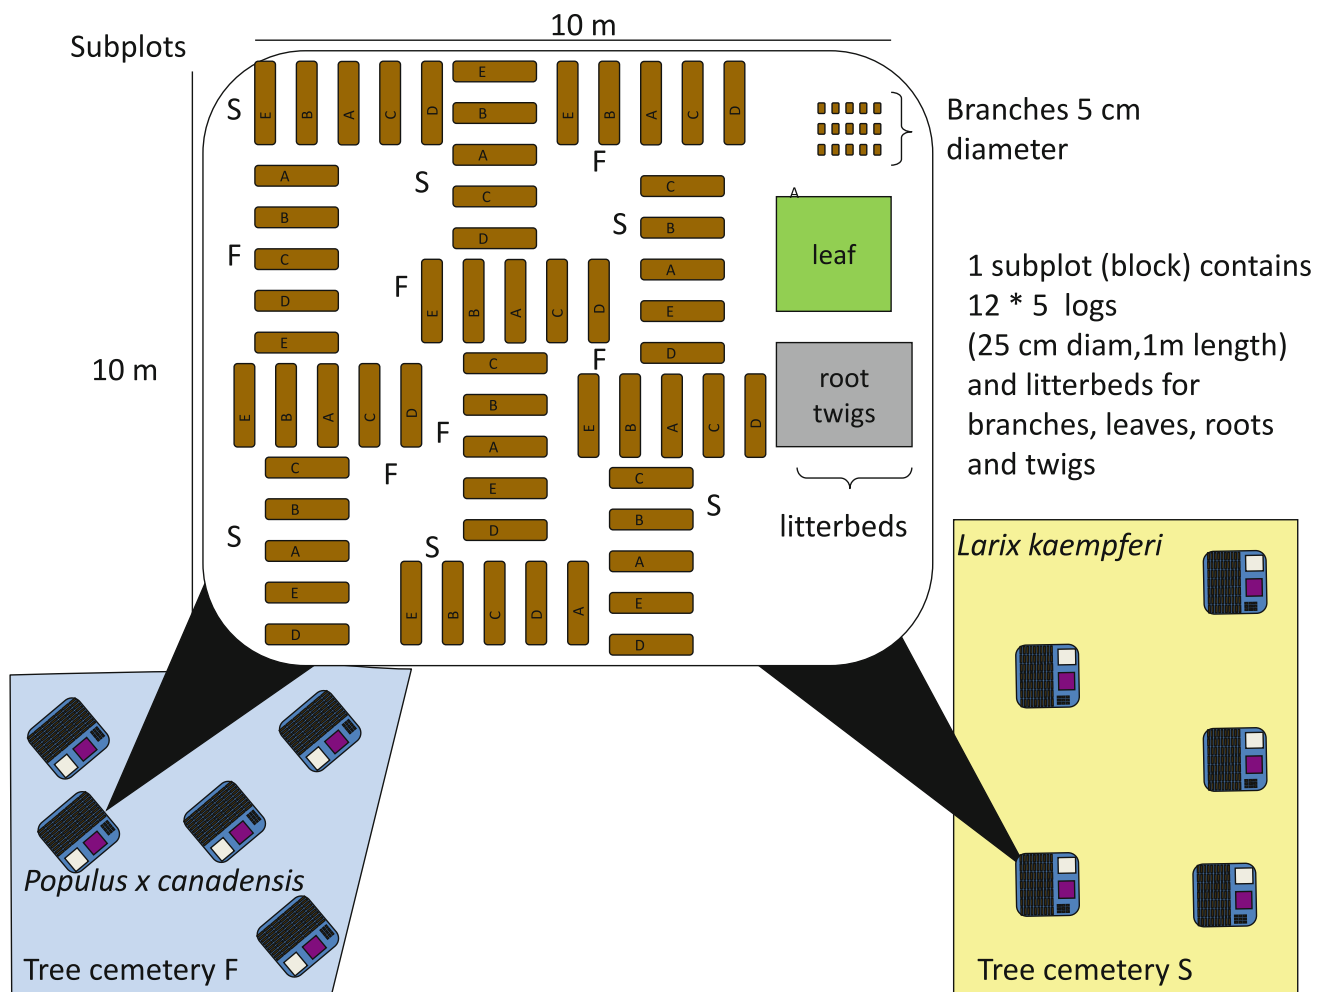 10 m
Subplots
S
E
B
A
C
D
E
B
A
C
D
E
B
A
C
D
Branches 5 cm
diameter
F
S
A
B
C
D
E
F
S
C
B
A
E
D
A
leaf
F
E
B
A
C
D
1 subplot (block) contains
12 * 5 logs
(25 cm diam,1m length)
and litterbeds for
branches, leaves, roots
and twigs
10 m
E
B
A
C
D
F
C
B
A
E
D
F
E
B
A
C
D
root
twigs
F
S
C
B
A
E
D
S
C
B
A
E
D
litterbeds
S
E
B
C
D
A
Larix kaempferi
Populus x canadensis
Tree cemetery F
Tree cemetery S